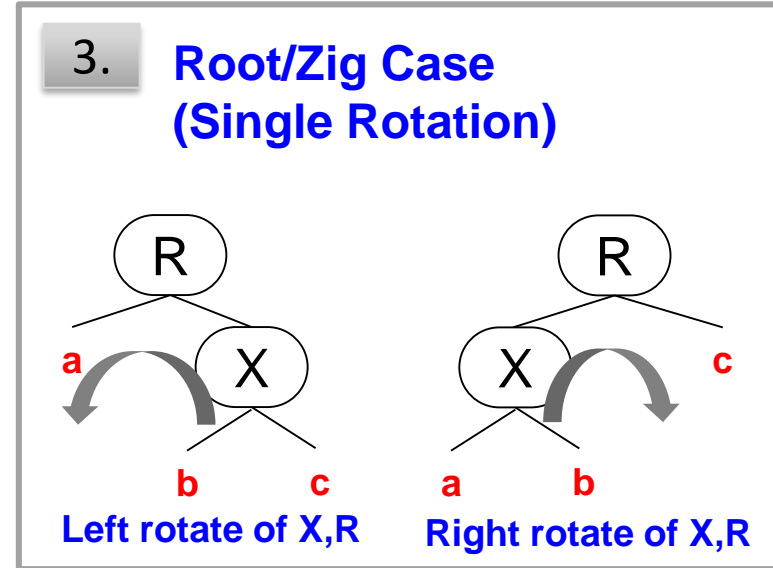 3.
Root/Zig Case
(Single Rotation)
R
R
a
X
X
c
b
c
a
b
Left rotate of X,R
Right rotate of X,R